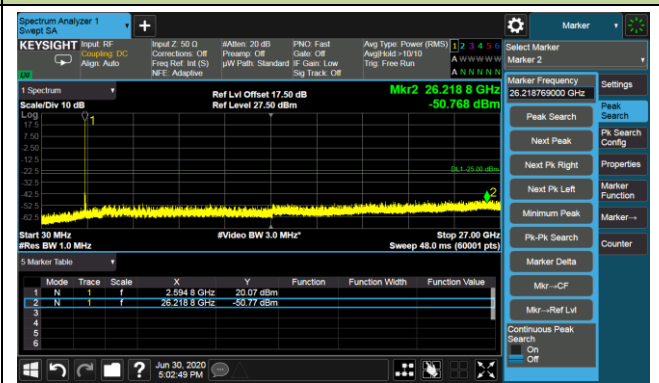 Spectrum Analyzer 1
Swept SA
+
Marker
KEYSIGHT Input: RF Input Z: 50 Ω #Atten: 20 dB PNO: Fast Avg Type: Power (RMS) 1 2 3 4 5 6
Coupling: DC Corrections: Off Preamp: Off Gate: Off Avg|Hold:>10/10 A W W W W W
Align: Auto Freq Ref: Int (S) µW Path: Standard IF Gain: Low Trig: Free Run
NFE: Adaptive Sig Track: Off A N N N N N
Select Marker
Marker 2
1 Spectrum
Ref Lvl Offset 17.50 dB
Mkr2 26.218 8 GHz
Scale/Div 10 dB
Ref Level 27.50 dBm
-50.768 dBm
Log
17.5
7.50
-2.50
-12.5
-22.5
-32.5
-42.5
-52.5
-62.5
1
DL1 -25.00 dBm
2
Start 30 MHz #Video BW 3.0 MHz* Stop 27.00 GHz
#Res BW 1.0 MHz Sweep 48.0 ms (60001 pts)
5 Marker Table
Mode Trace Scale X Y Function Function Width Function Value
1 N 1 f 2.594 8 GHz 20.07 dBm
2 N 1 f 26.218 8 GHz -50.77 dBm
3
4
5
6
Marker Frequency
26.218769000 GHz
Peak Search
Next Peak
Next Pk Right
Next Pk Left
Minimum Peak
Pk-Pk Search
Marker Delta
Mkr→CF
Mkr→Ref Lvl
Continuous Peak
Search
On
Off
Settings
Peak
Search
Pk Search
Config
Properties
Marker
Function
Marker→
Counter
?
Jun 30, 2020
5:02:49 PM